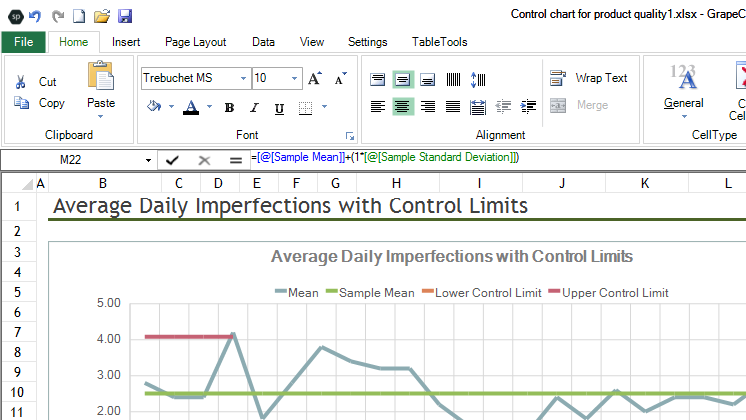 sp
Control chart for product quality1.xlsx - GrapeC
File Home Insert Page Layout Data View Settings TableTools
Cut Copy Paste Clipboard
Trebuchet MS 10 A A
A B I U
Font
Wrap Text
Merge
Alignment
123 A
General
C
Cel
CellType
M22 =[@[Sample Mean]]+(1*[@[Sample Standard Deviation]])
A B C D E F G H I J K L
1 Average Daily Imperfections with Control Limits
2
3 Average Daily Imperfections with Control Limits
4
5 Mean Sample Mean Lower Control Limit Upper Control Limit
5.00
6
7
4.00
8
9 3.00
10
11 2.00